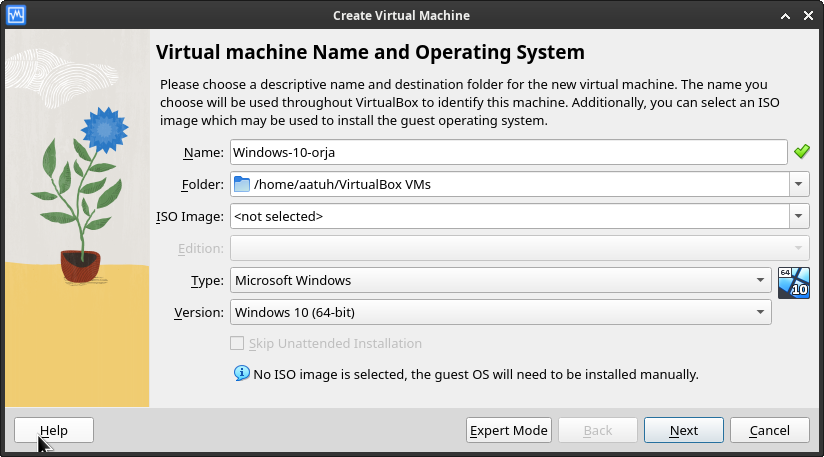 Create Virtual Machine
Virtual machine Name and Operating System
Please choose a descriptive name and destination folder for the new virtual machine. The name you
choose will be used throughout VirtualBox to identify this machine. Additionally, you can select an ISO
image which may be used to install the guest operating system.
Name: Windows-10-orja
Folder: /home/aatuh/VirtualBox VMs
ISO Image: <not selected>
Edition:
Type: Microsoft Windows
64
10
Version: Windows 10 (64-bit)
Skip Unattended Installation
No ISO image is selected, the guest OS will need to be installed manually.
Help Expert Mode Back Next Cancel